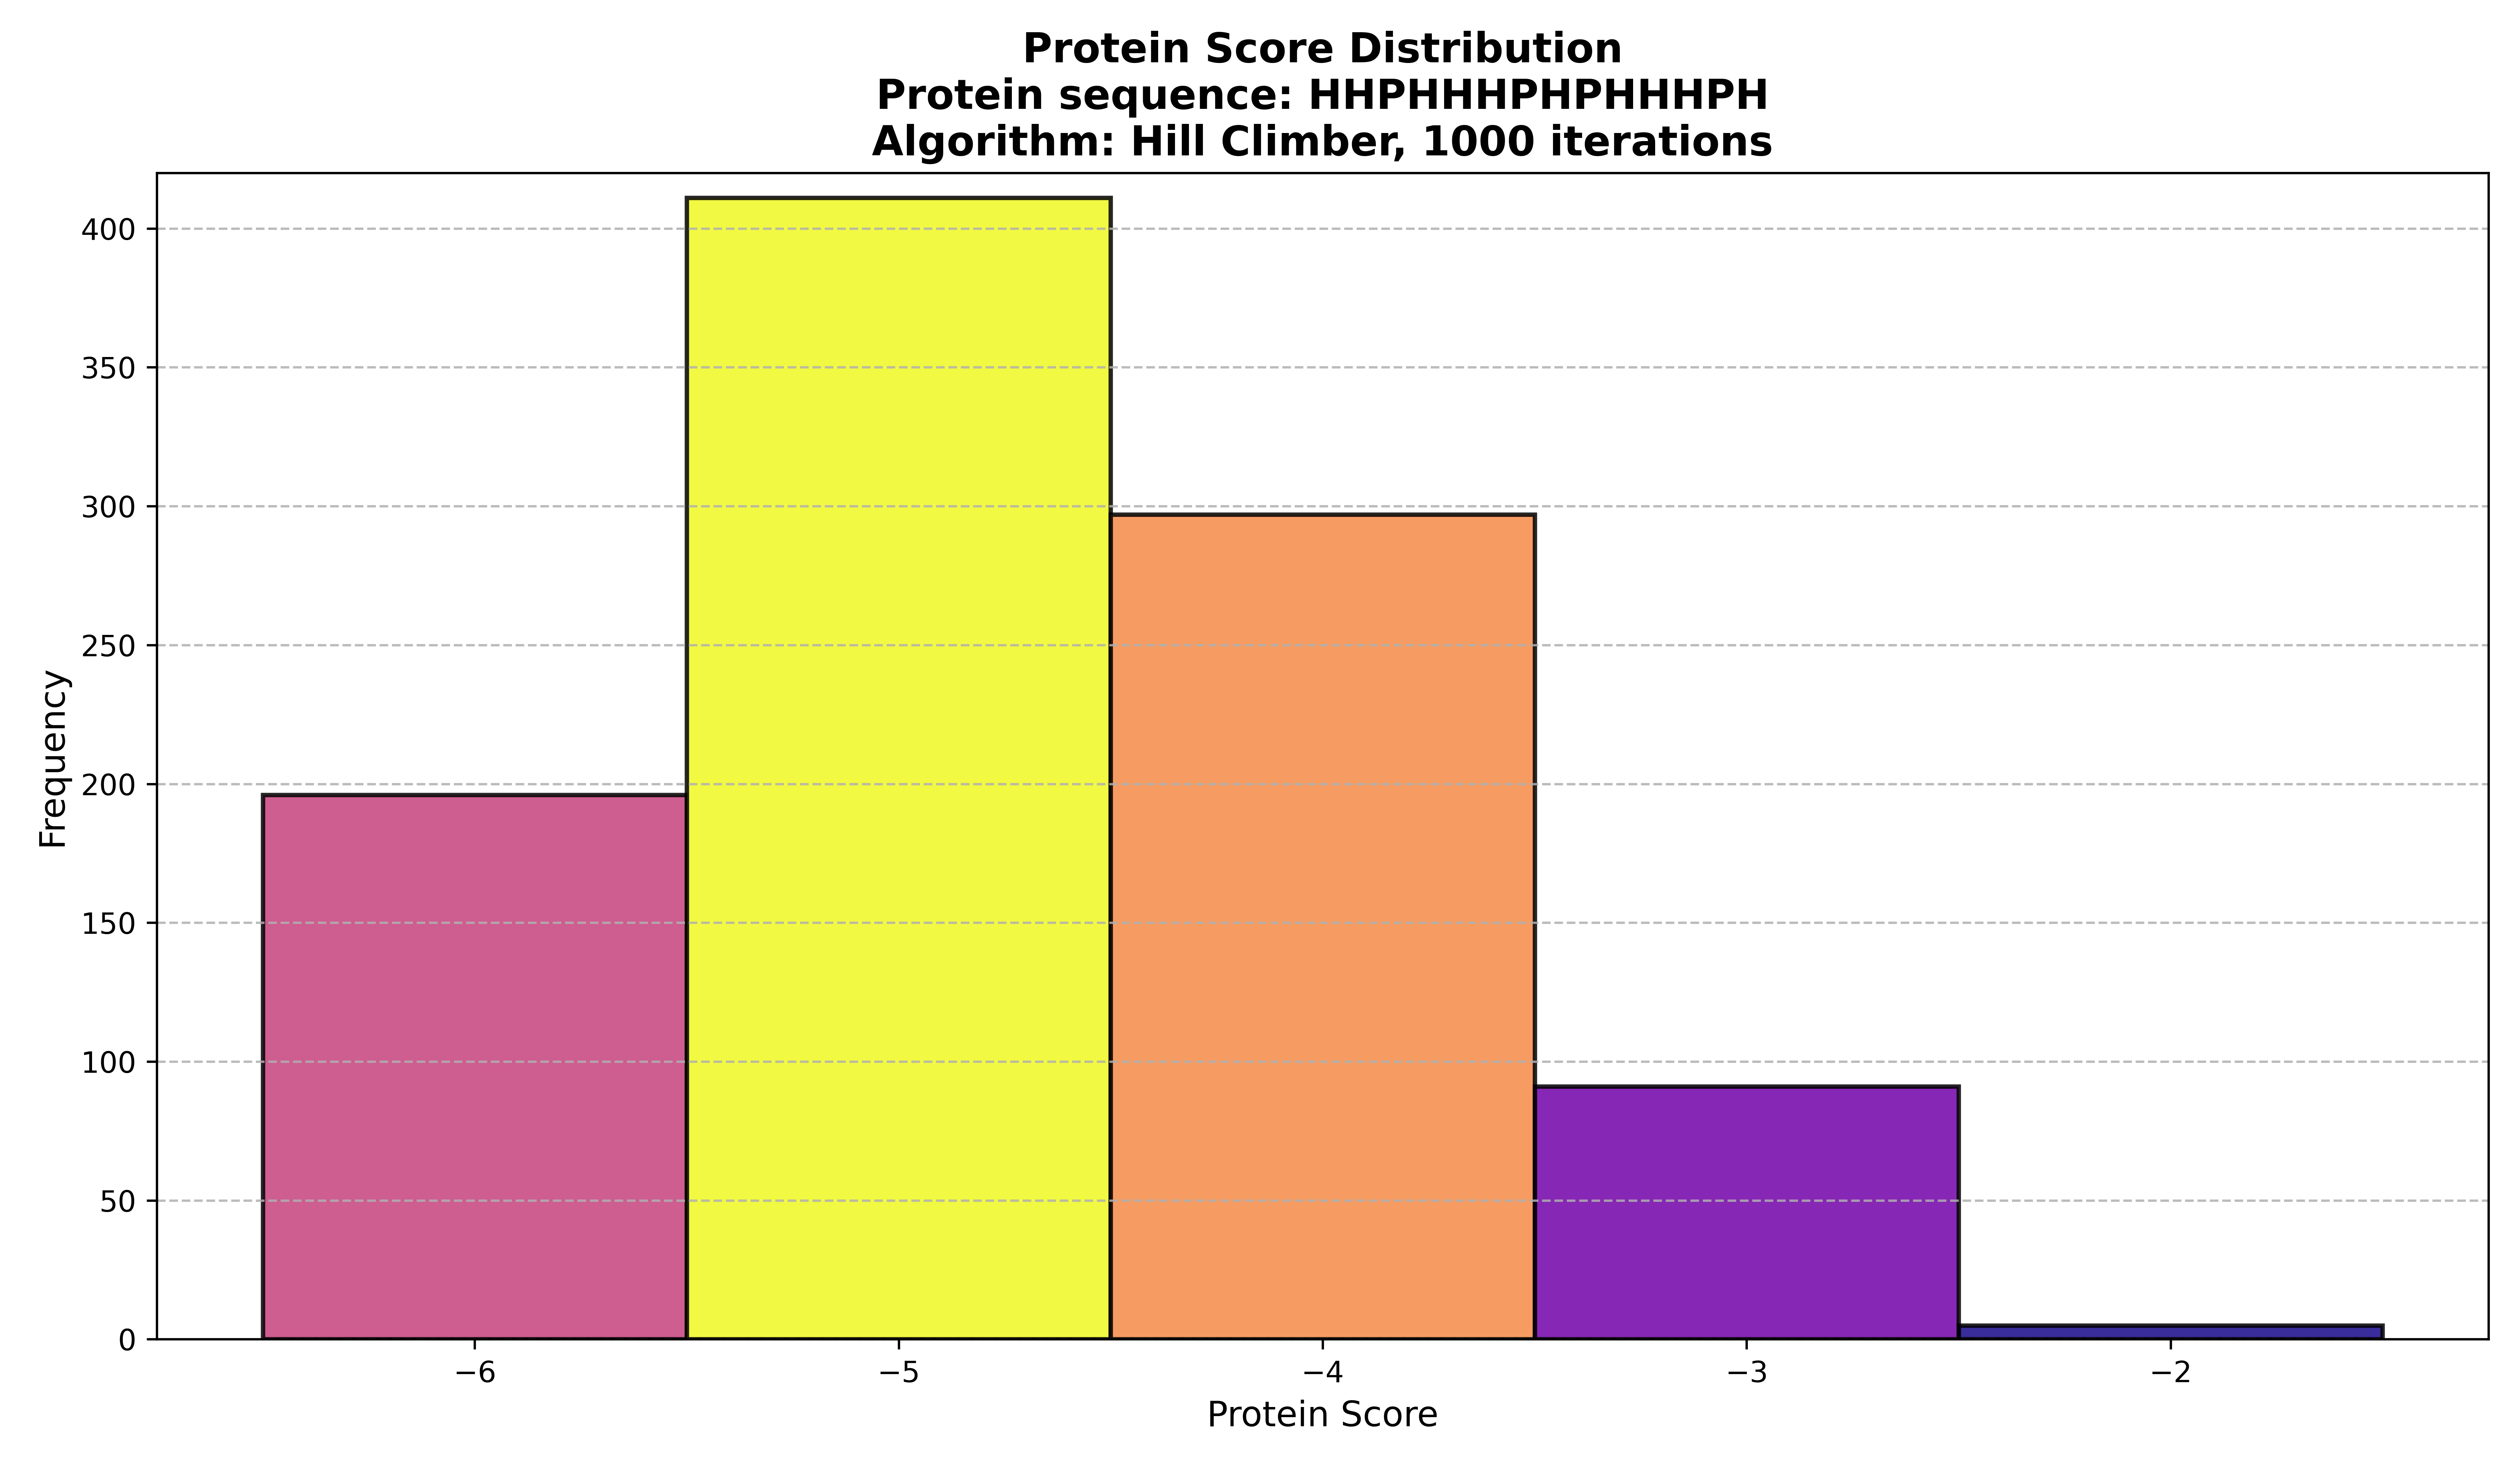 Protein Score Distribution
Protein sequence: HHPHHHHPHPHHHPH
Algorithm: Hill Climber, 1000 iterations
400
350
300
250
200
150
100
50
0
Frequency
−6 −5 −4 −3 −2
Protein Score